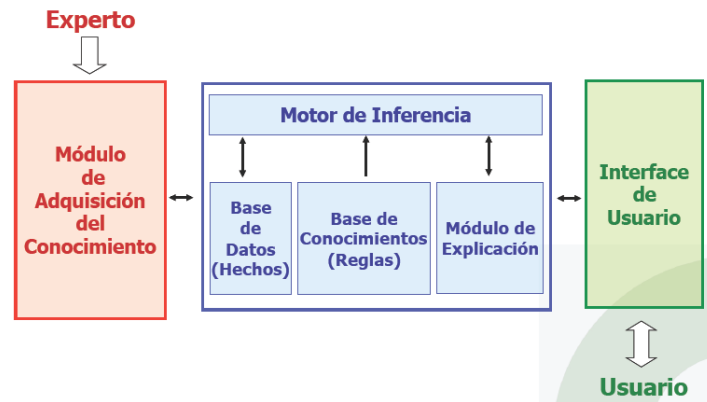 Experto
Módulo
de
Adquisición
del
Conocimiento
Motor de Inferencia
Base
de
Datos
(Hechos)
Base de
Conocimientos
(Reglas)
Módulo de
Explicación
Interface
de
Usuario
Usuario